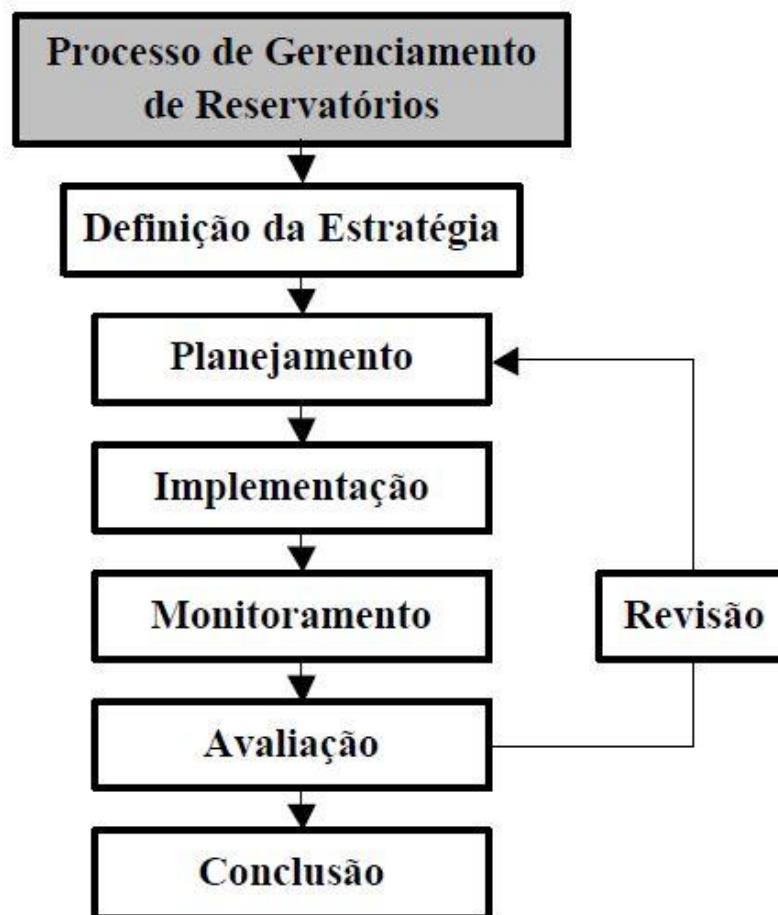 Processo de Gerenciamento
de Reservatórios
Definição da Estratégia
Planejamento
Implementação
Monitoramento
Revisão
Avaliação
Conclusão